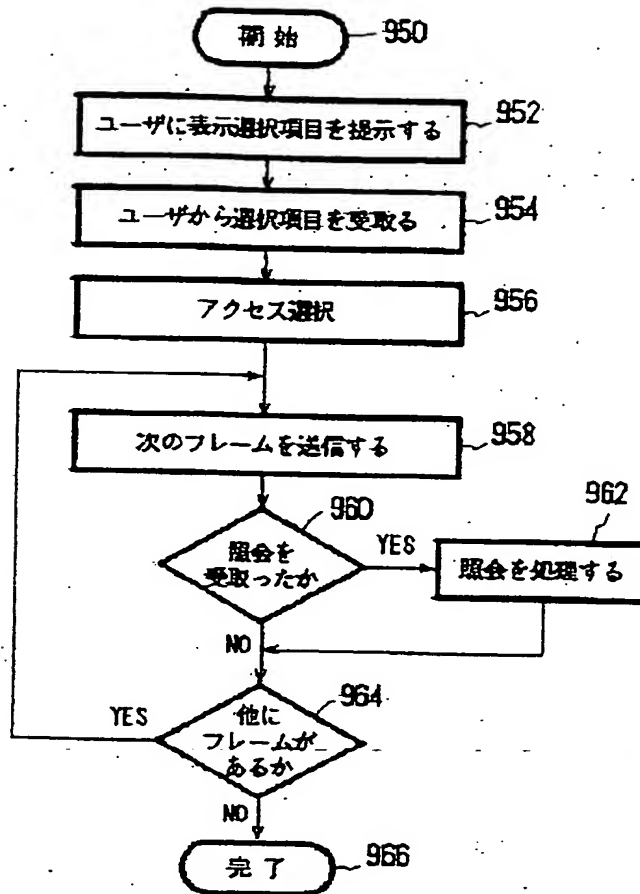 開始
950
ユーザに表示選択項目を提示する
952
ユーザから選択項目を受取る
954
アクセス選択
956
次のフレームを送信する
958
960
照会を
受取ったか
YES
962
照会を処理する
NO
964
他に
フレームが
あるか
YES
NO
完了
966